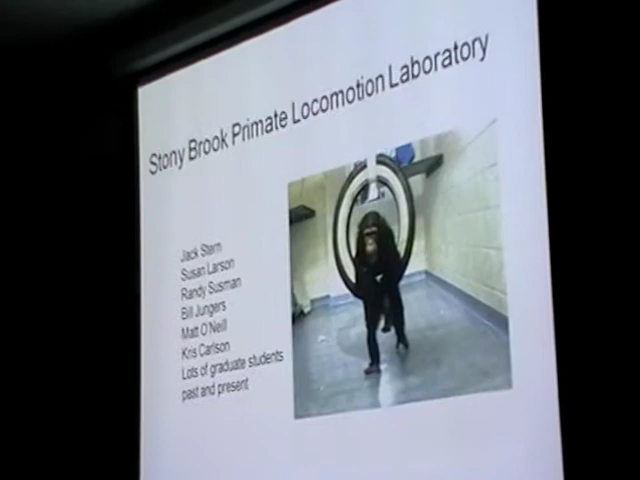 Stony Brook Primate Locomotion Laboratory
Jack Stern
Susan Larson
Randy Susman
Bill Jungers
Matt O'Neill
Kris Carlson
Lots of graduate students
past and present